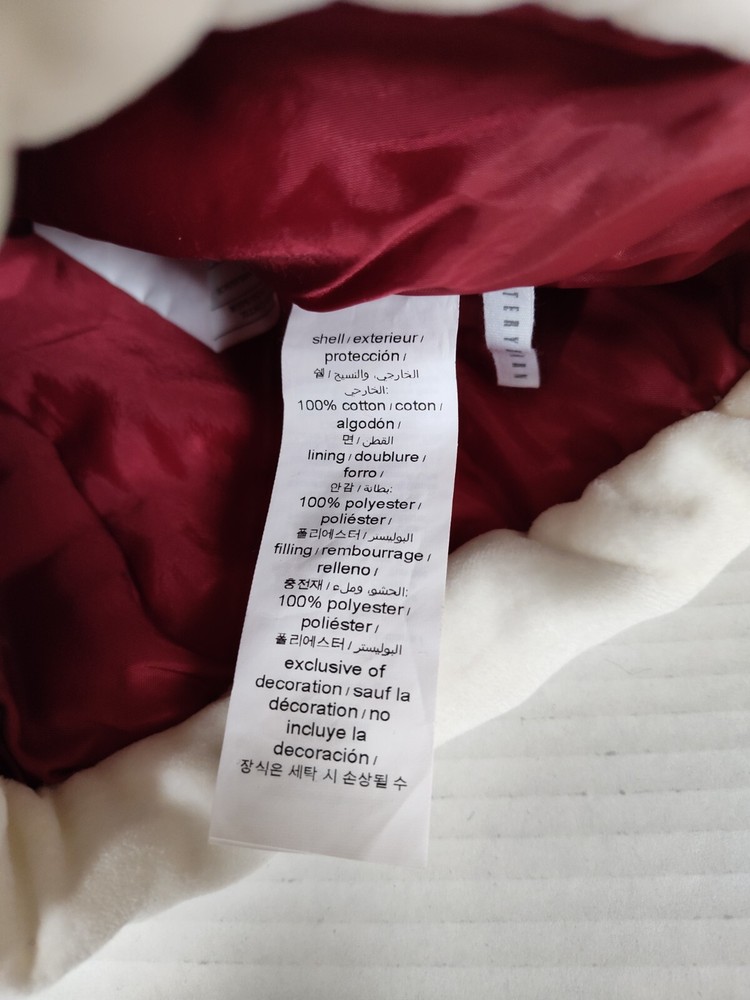 shell / exterieur /
protección /
쉘 / الخارجي، والنسيج
الخارجي:
100% cotton / coton /
algodón /
면 / القطن
lining / doublure /
forro /
안감 / بطانة:
100% polyester /
poliéster /
폴리에스터 / البوليستر
filling / rembourrage /
relleno /
충전재 / الحشو، وملء:
100% polyester /
poliéster /
폴리에스터 / البوليستر
exclusive of
decoration / sauf la
décoration / no
incluye la
decoración /
장식은 세탁 시 손상될 수